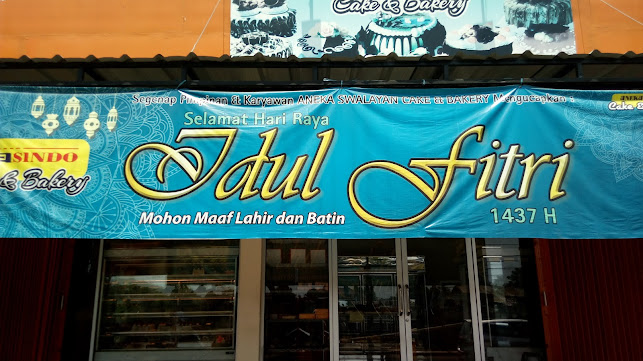 Cake & Bakery
Segenap Pimpinan & Karyawan ANEKA SWALAYAN CAKE & BAKERY Mengucapkan :
Selamat Hari Raya
Idul Fitri
1437 H
Mohon Maaf Lahir dan Batin
SINDO
& Bakery